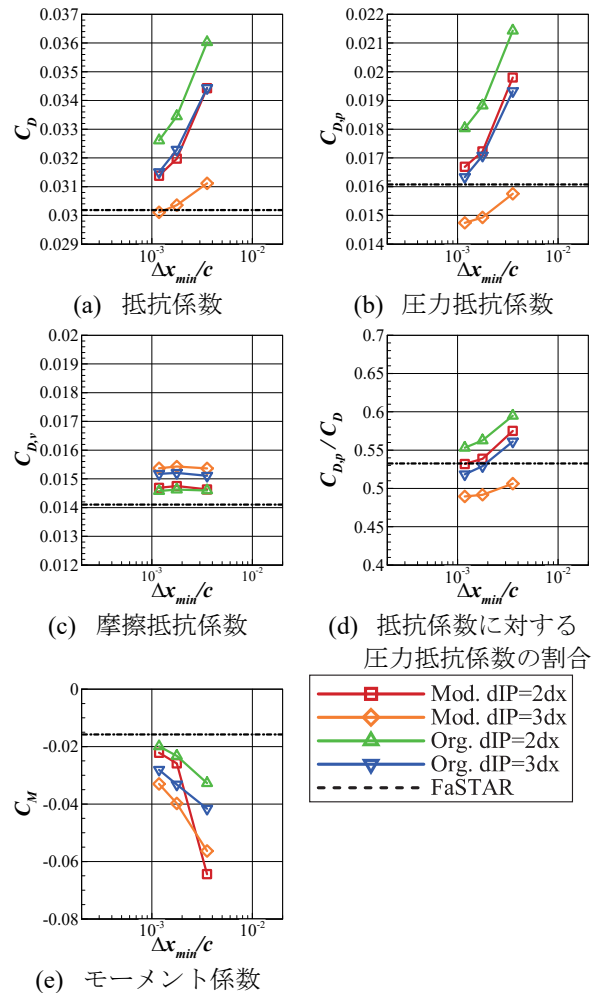 0.037
0.036
0.035
0.034
0.033
0.032
0.031
0.03
0.029
C_D
10⁻³
10⁻²
Δx_min/c
(a) 抵抗係数
0.022
0.021
0.02
0.019
0.018
0.017
0.016
0.015
0.014
C_D,p
10⁻³
10⁻²
Δx_min/c
(b) 圧力抵抗係数
0.02
0.019
0.018
0.017
0.016
0.015
0.014
0.013
0.012
C_D,v
10⁻³
10⁻²
Δx_min/c
(c) 摩擦抵抗係数
0.7
0.65
0.6
0.55
0.5
0.45
0.4
C_D,p / C_D
10⁻³
10⁻²
Δx_min/c
(d) 抵抗係数に対する
圧力抵抗係数の割合
0
-0.02
-0.04
-0.06
-0.08
C_M
10⁻³
10⁻²
Δx_min/c
(e) モーメント係数
Mod. dIP=2dx
Mod. dIP=3dx
Org. dIP=2dx
Org. dIP=3dx
FaSTAR